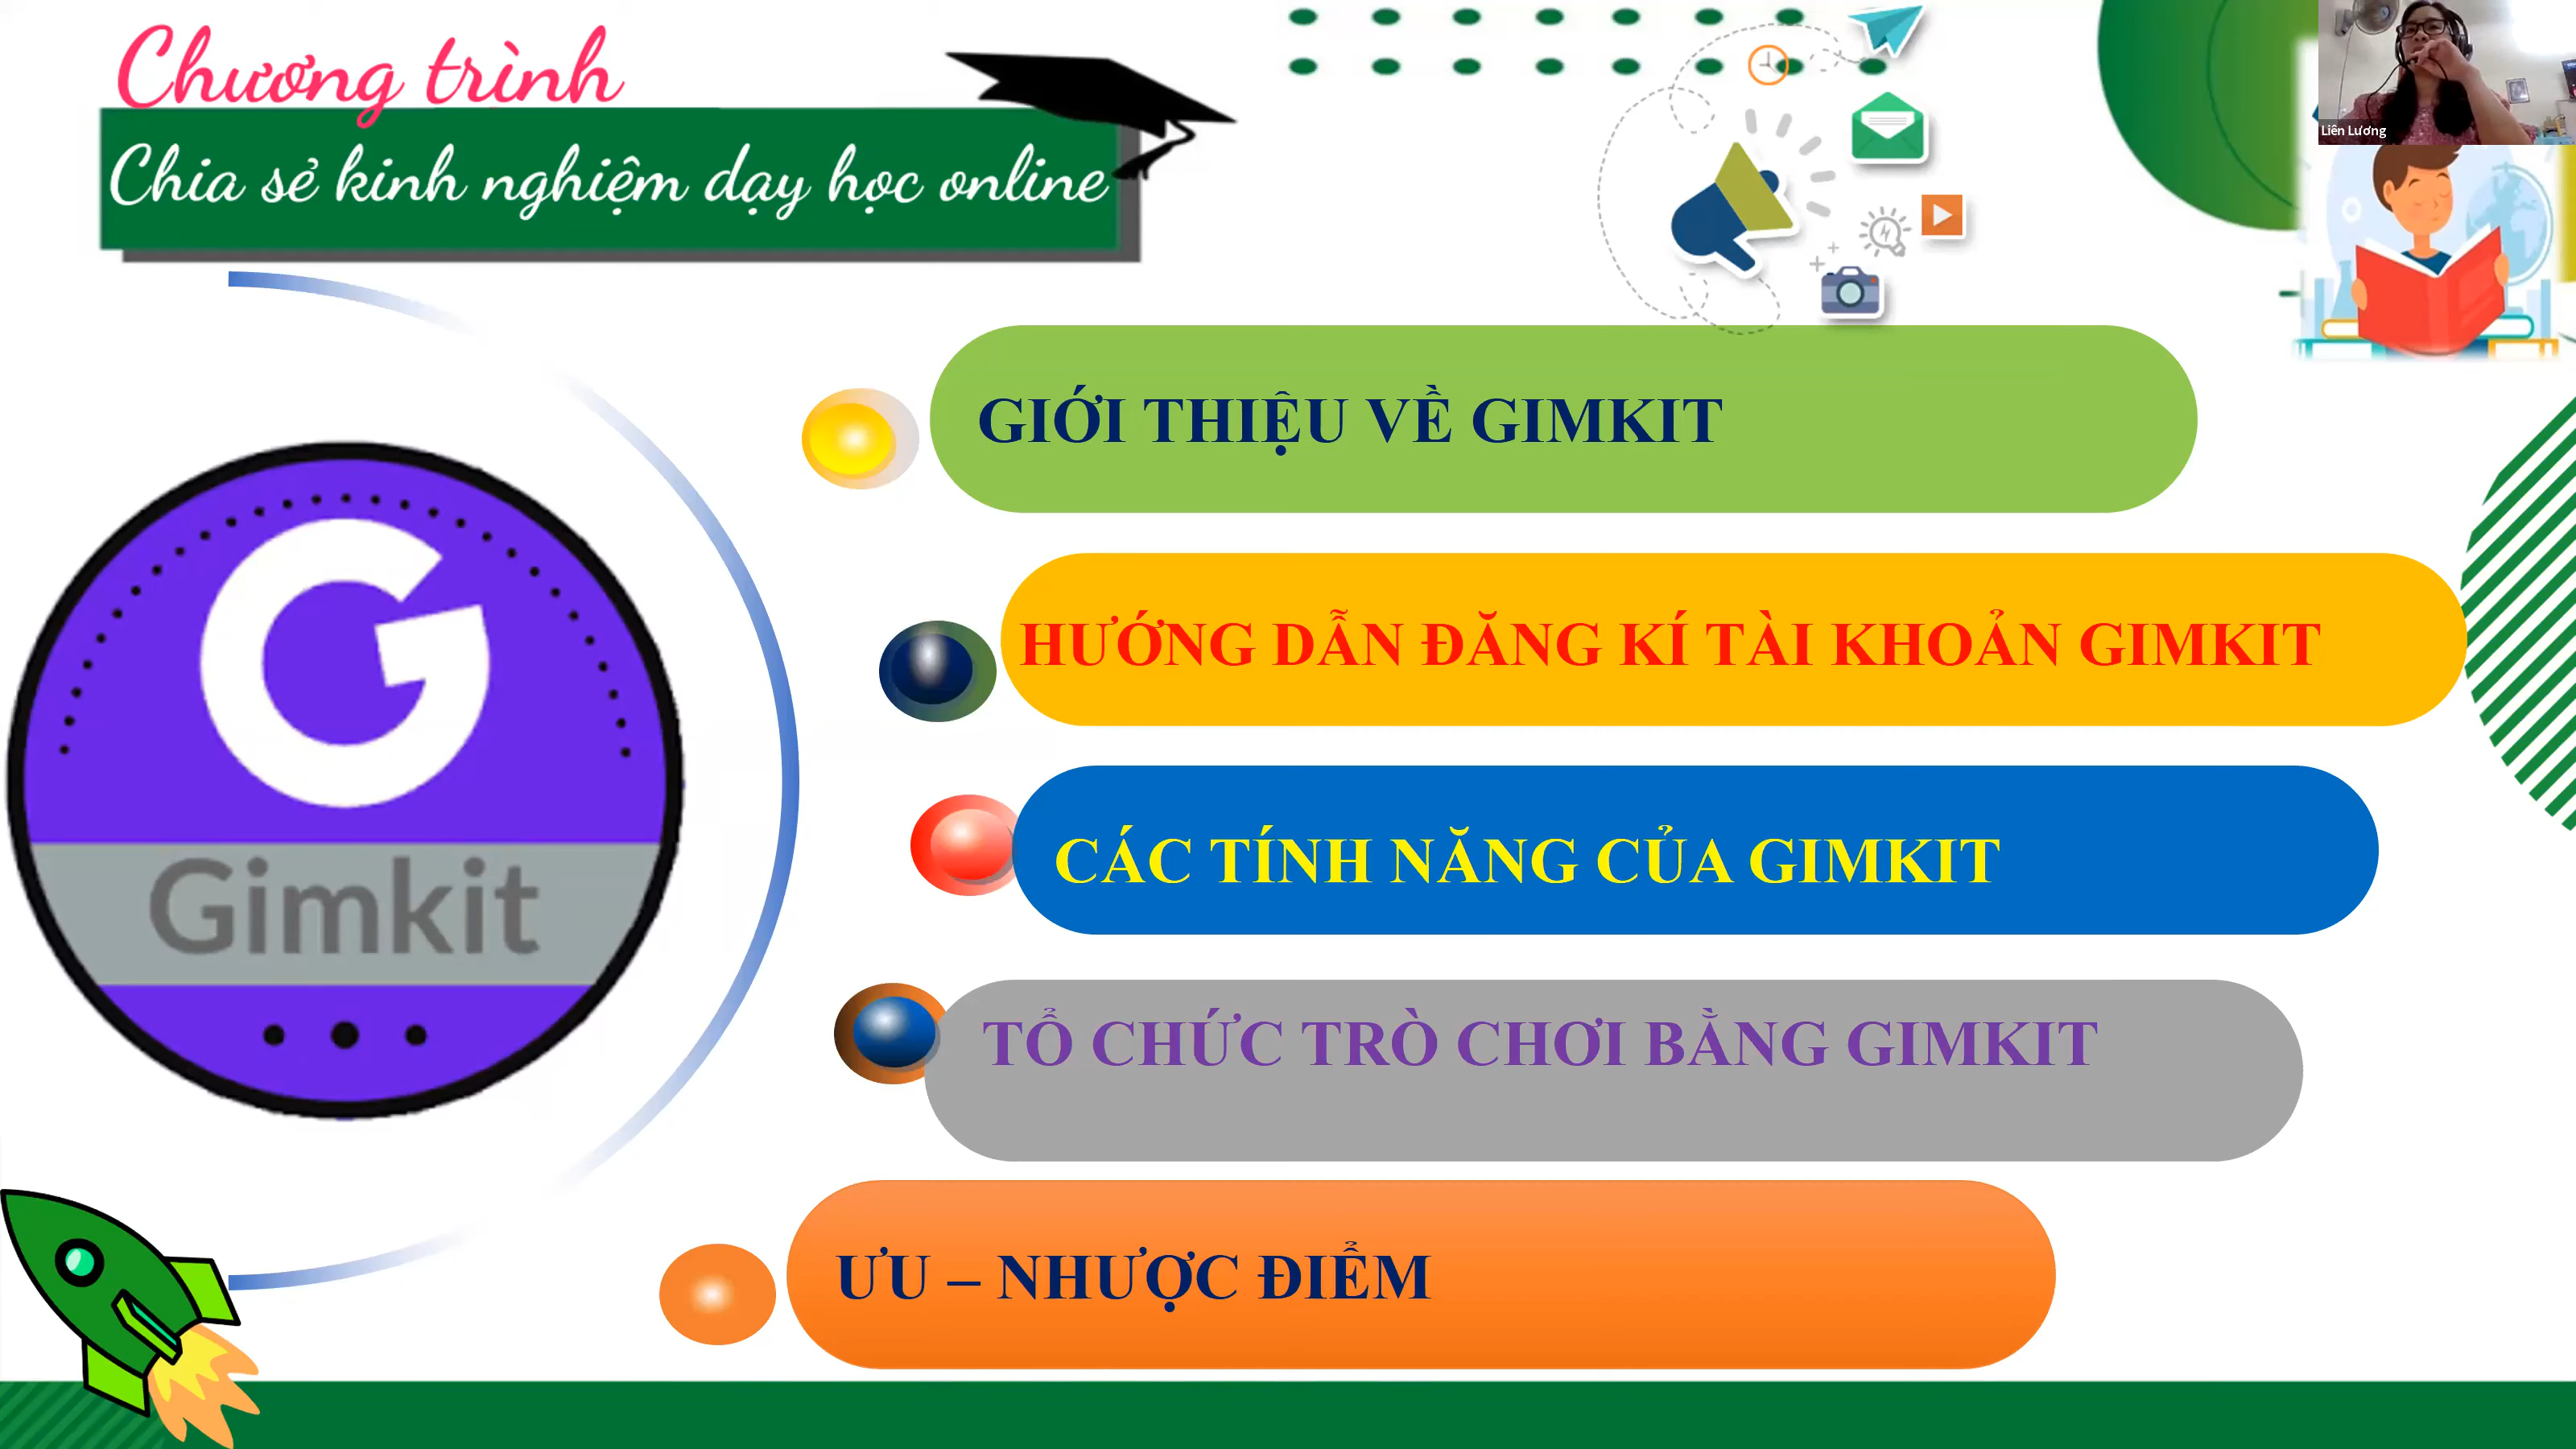 Chương trình
Chia sẻ kinh nghiệm dạy học online
Liên Lương
GIỚI THIỆU VỀ GIMKIT
HƯỚNG DẪN ĐĂNG KÍ TÀI KHOẢN GIMKIT
CÁC TÍNH NĂNG CỦA GIMKIT
Gimkit
TỔ CHỨC TRÒ CHƠI BẰNG GIMKIT
ƯU – NHƯỢC ĐIỂM